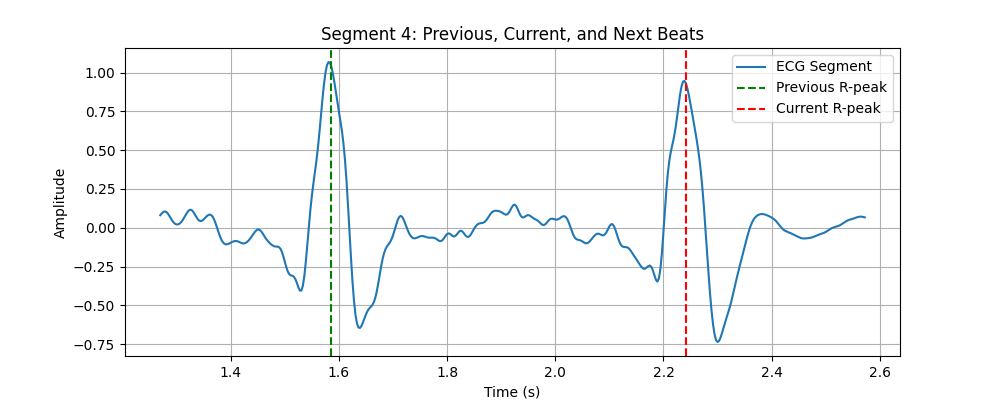 Segment 4: Previous, Current, and Next Beats
ECG Segment
Previous R-peak
Current R-peak
1.00
0.75
0.50
0.25
0.00
−0.25
−0.50
−0.75
Amplitude
1.4 1.6 1.8 2.0 2.2 2.4 2.6
Time (s)